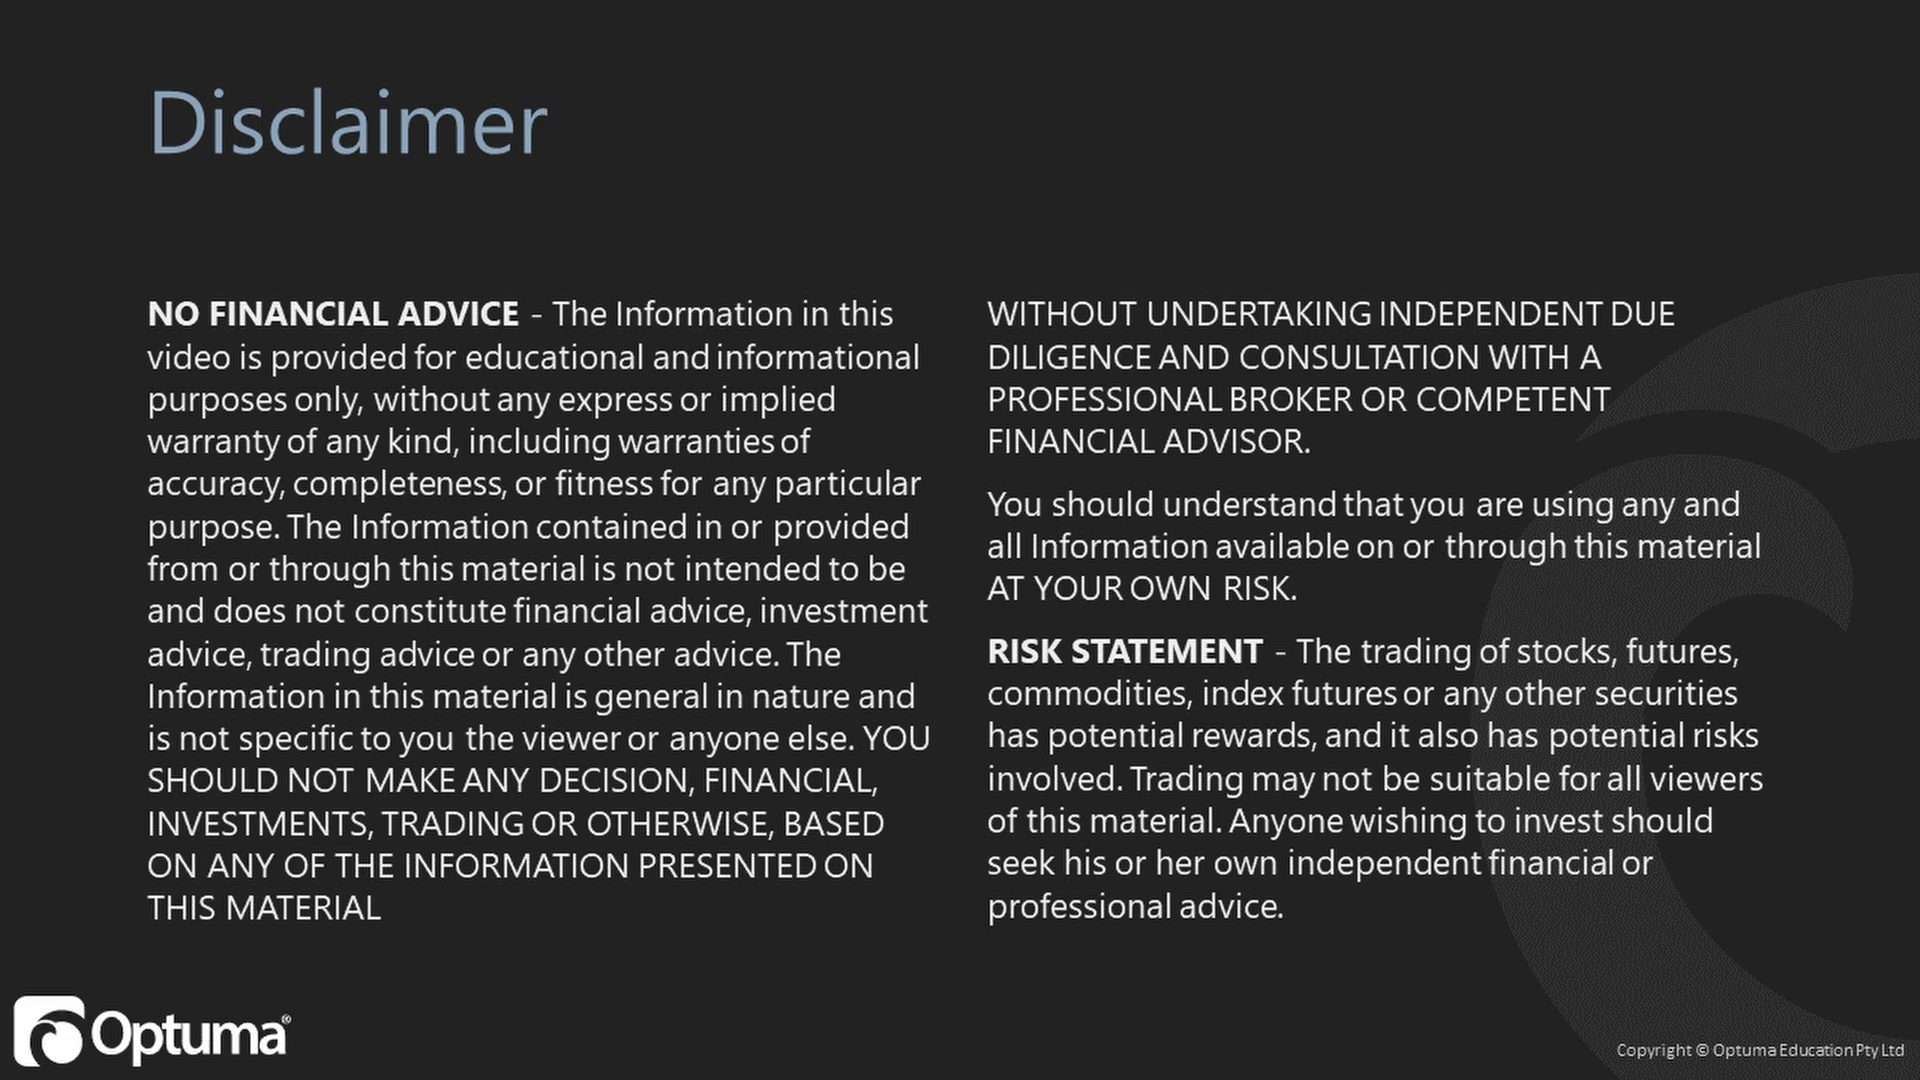 Disclaimer
NO FINANCIAL ADVICE - The Information in this
video is provided for educational and informational
purposes only, without any express or implied
warranty of any kind, including warranties of
accuracy, completeness, or fitness for any particular
purpose. The Information contained in or provided
from or through this material is not intended to be
and does not constitute financial advice, investment
advice, trading advice or any other advice. The
Information in this material is general in nature and
is not specific to you the viewer or anyone else. YOU
SHOULD NOT MAKE ANY DECISION, FINANCIAL,
INVESTMENTS, TRADING OR OTHERWISE, BASED
ON ANY OF THE INFORMATION PRESENTED ON
THIS MATERIAL
WITHOUT UNDERTAKING INDEPENDENT DUE
DILIGENCE AND CONSULTATION WITH A
PROFESSIONAL BROKER OR COMPETENT
FINANCIAL ADVISOR.
You should understand that you are using any and
all Information available on or through this material
AT YOUR OWN RISK.
RISK STATEMENT - The trading of stocks, futures,
commodities, index futures or any other securities
has potential rewards, and it also has potential risks
involved. Trading may not be suitable for all viewers
of this material. Anyone wishing to invest should
seek his or her own independent financial or
professional advice.
Optuma®
Copyright © Optuma Education Pty Ltd